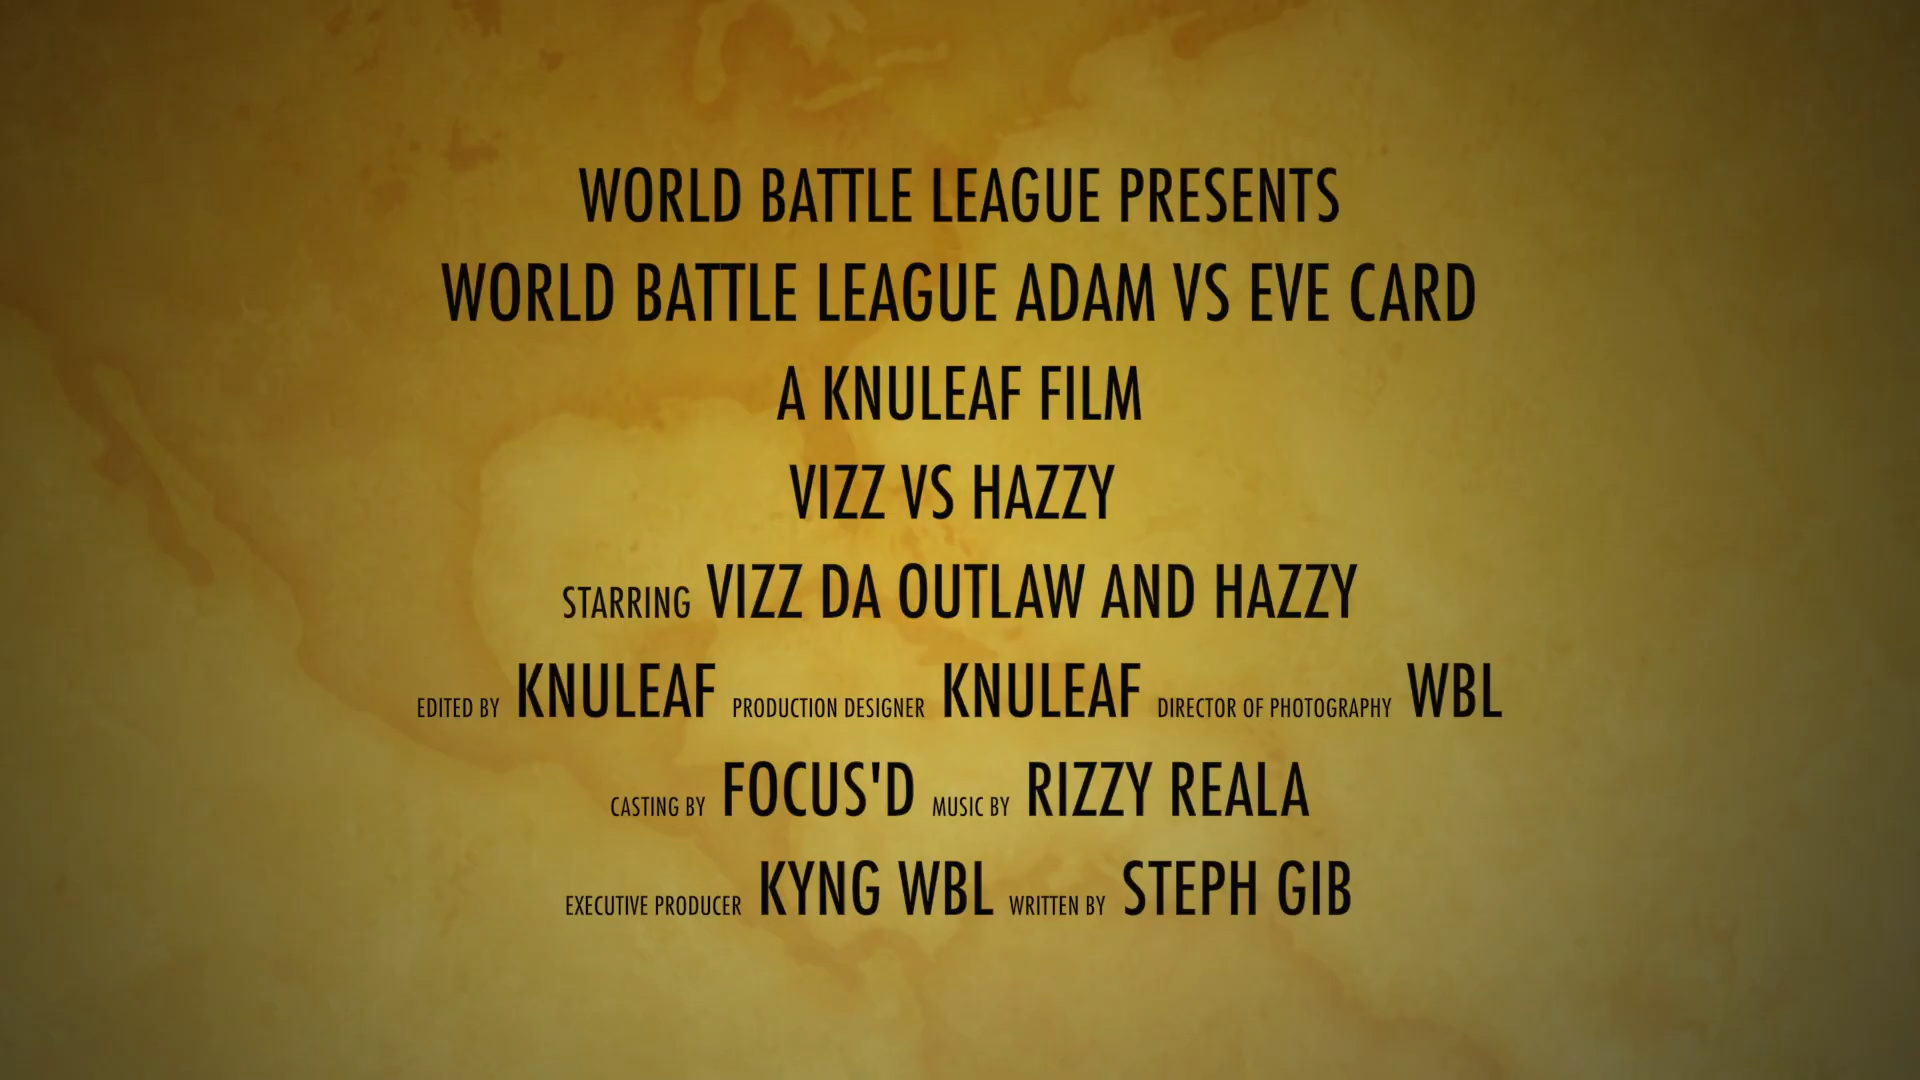 WORLD BATTLE LEAGUE PRESENTS
WORLD BATTLE LEAGUE ADAM VS EVE CARD
A KNULEAF FILM
VIZZ VS HAZZY
STARRING VIZZ DA OUTLAW AND HAZZY
EDITED BY KNULEAF PRODUCTION DESIGNER KNULEAF DIRECTOR OF PHOTOGRAPHY WBL
CASTING BY FOCUS'D MUSIC BY RIZZY REALA
EXECUTIVE PRODUCER KYNG WBL WRITTEN BY STEPH GIB